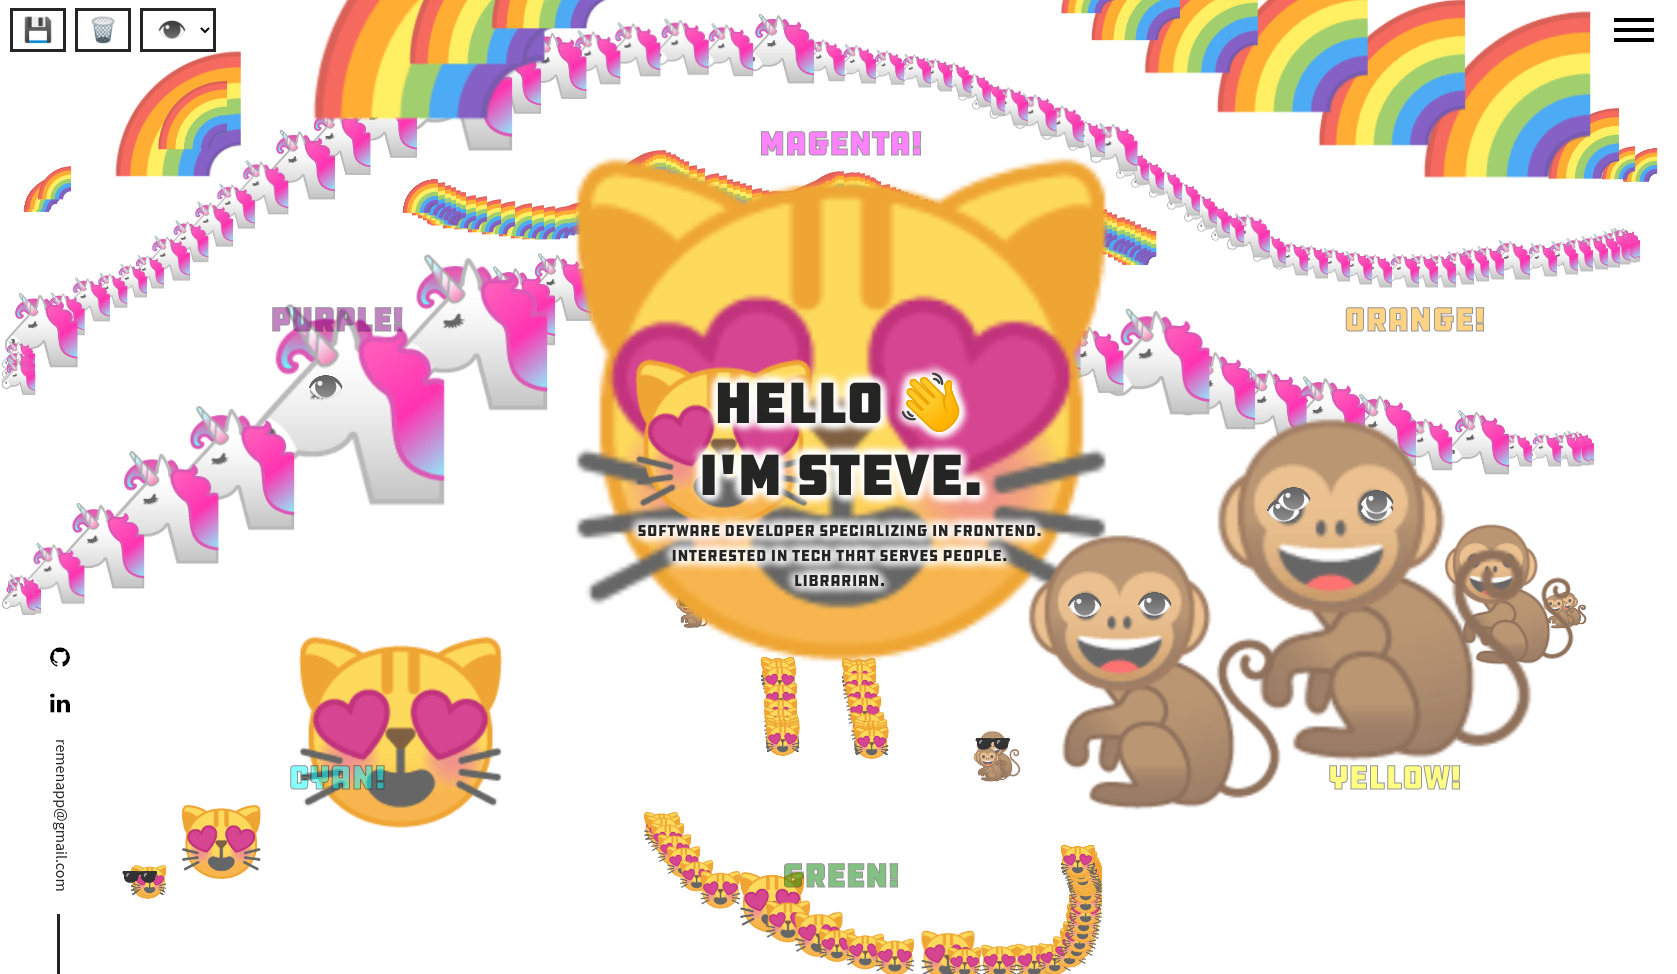 MAGENTA!
PURPLE!
ORANGE!
HELLO 👋
I'M STEVE.
SOFTWARE DEVELOPER SPECIALIZING IN FRONTEND.
INTERESTED IN TECH THAT SERVES PEOPLE.
LIBRARIAN.
CYAN!
YELLOW!
GREEN!
remenapp@gmail.com